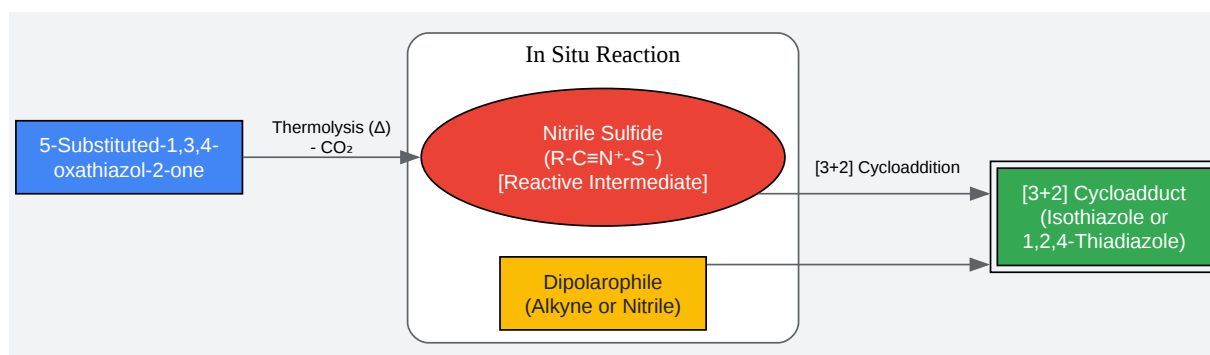 In Situ Reaction
5-Substituted-1,3,4-
oxathiazol-2-one
Thermolysis (Δ)
- CO₂
Nitrile Sulfide
(R-C≡N⁺-S⁻)
[Reactive Intermediate]
[3+2] Cycloaddition
[3+2] Cycloadduct
(Isothiazole or
1,2,4-Thiadiazole)
Dipolarophile
(Alkyne or Nitrile)